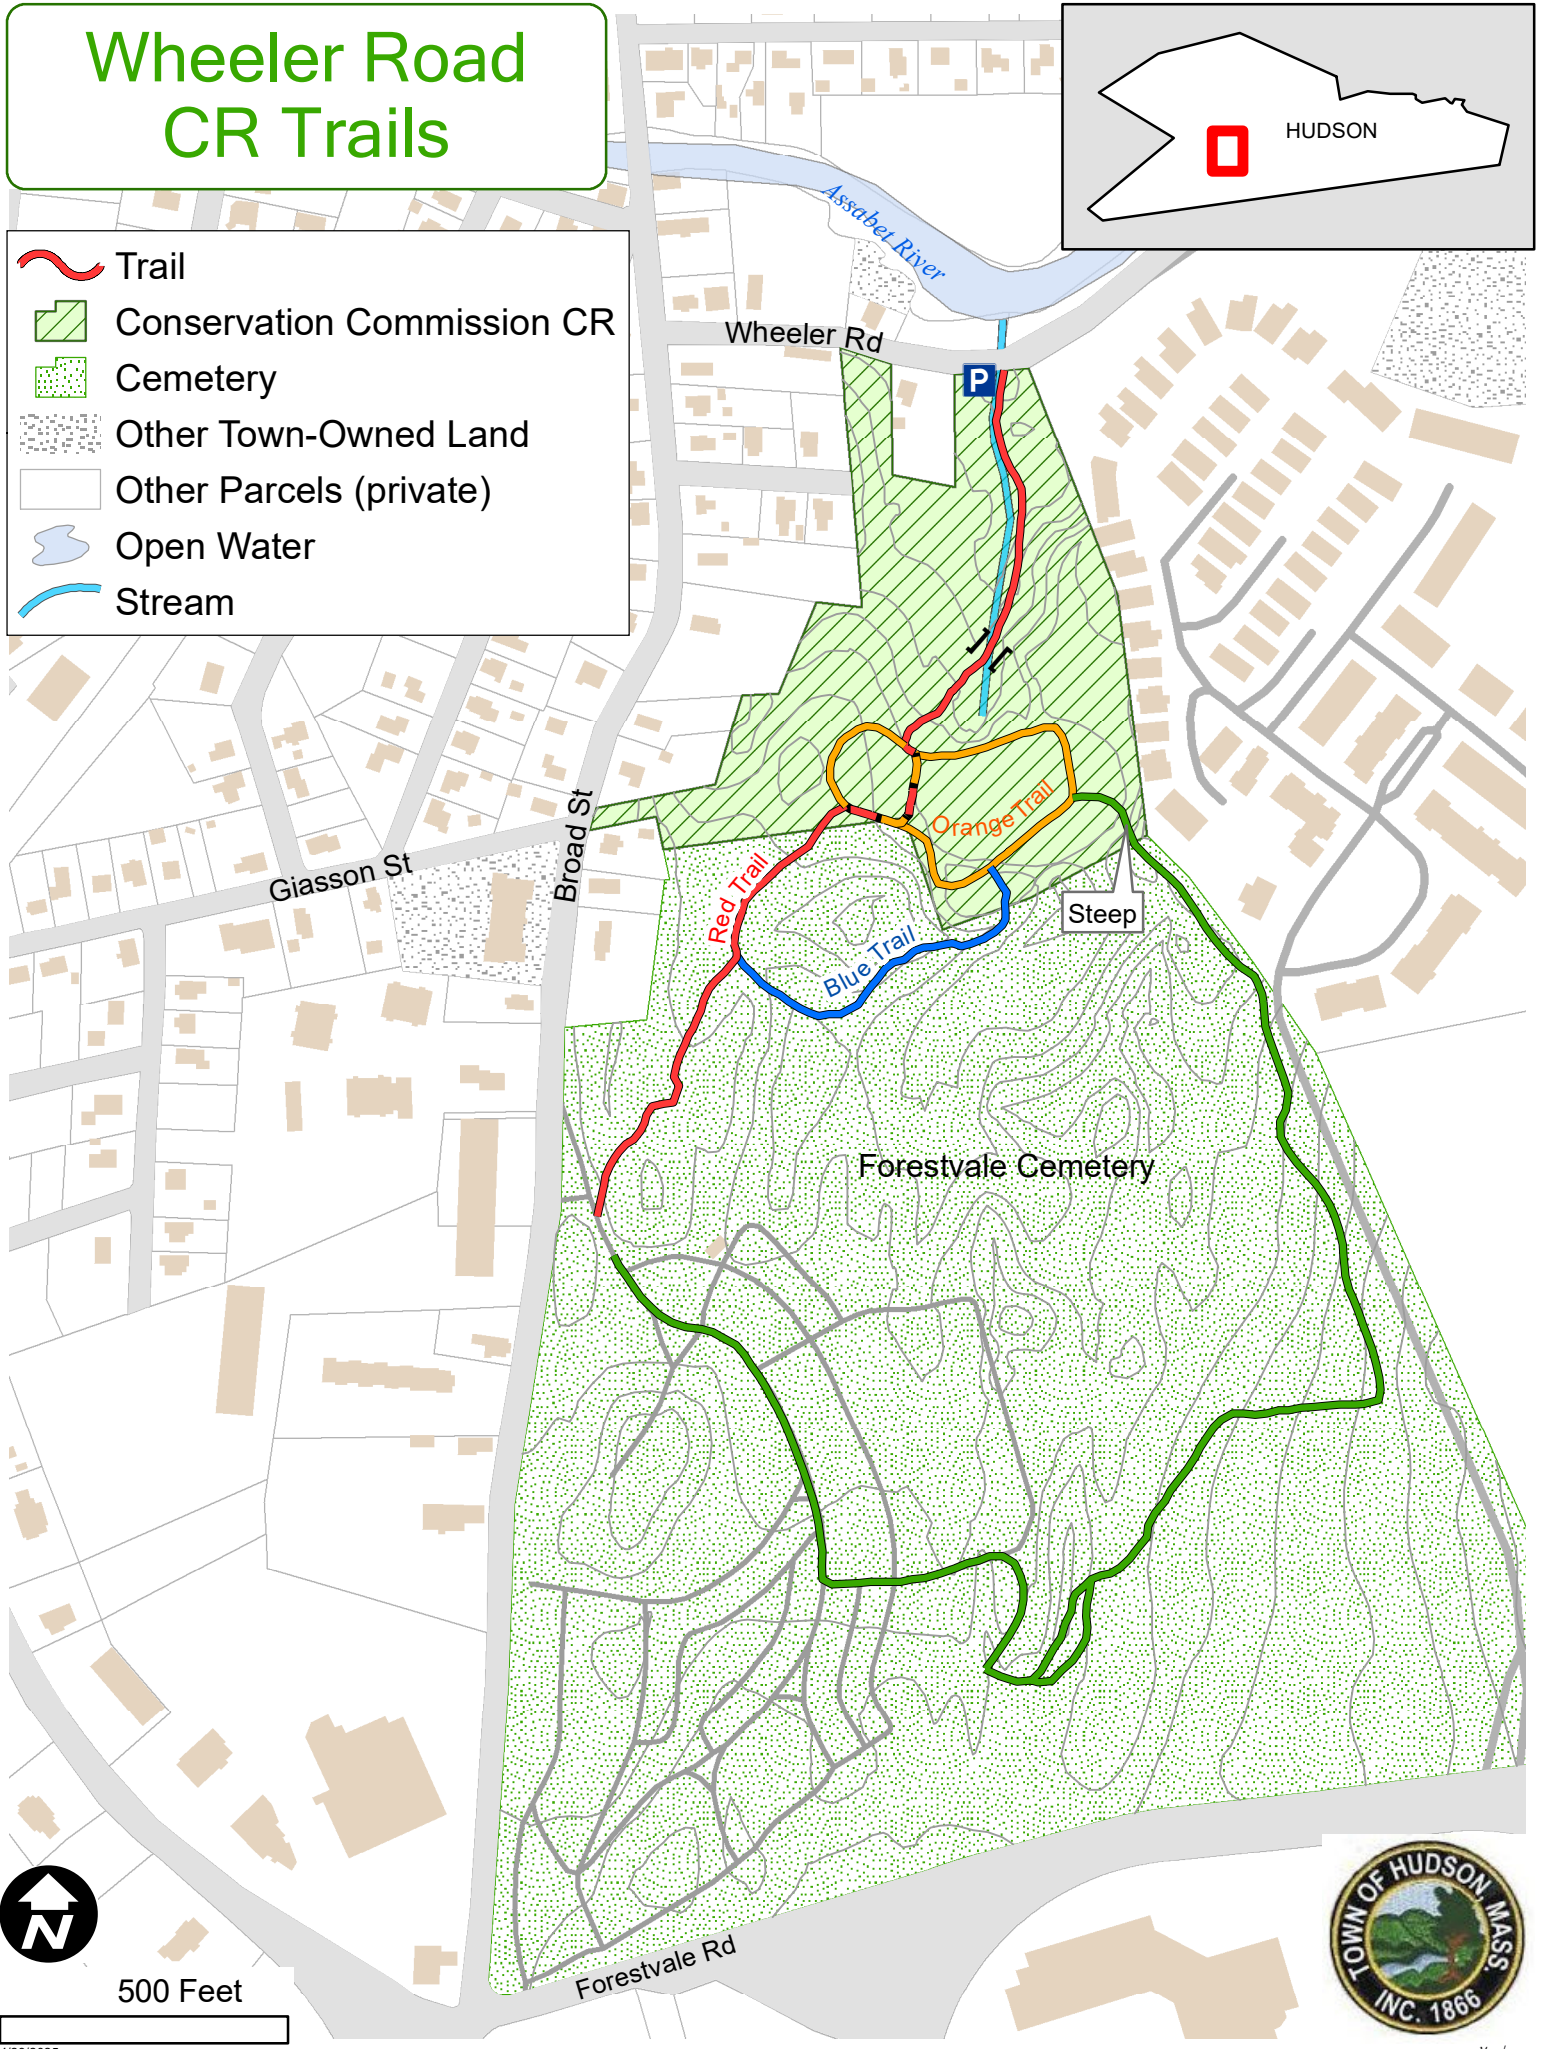 Wheeler Road
CR Trails
HUDSON
Assabet River
Trail
Conservation Commission CR
Cemetery
Other Town-Owned Land
Other Parcels (private)
Open Water
Stream
Wheeler Rd
P
Orange Trail
Broad St
Giasson St
Red Trail
Steep
Blue Trail
Forestvale Cemetery
Forestvale Rd
N
500 Feet
TOWN OF HUDSON, MASS.
INC. 1866